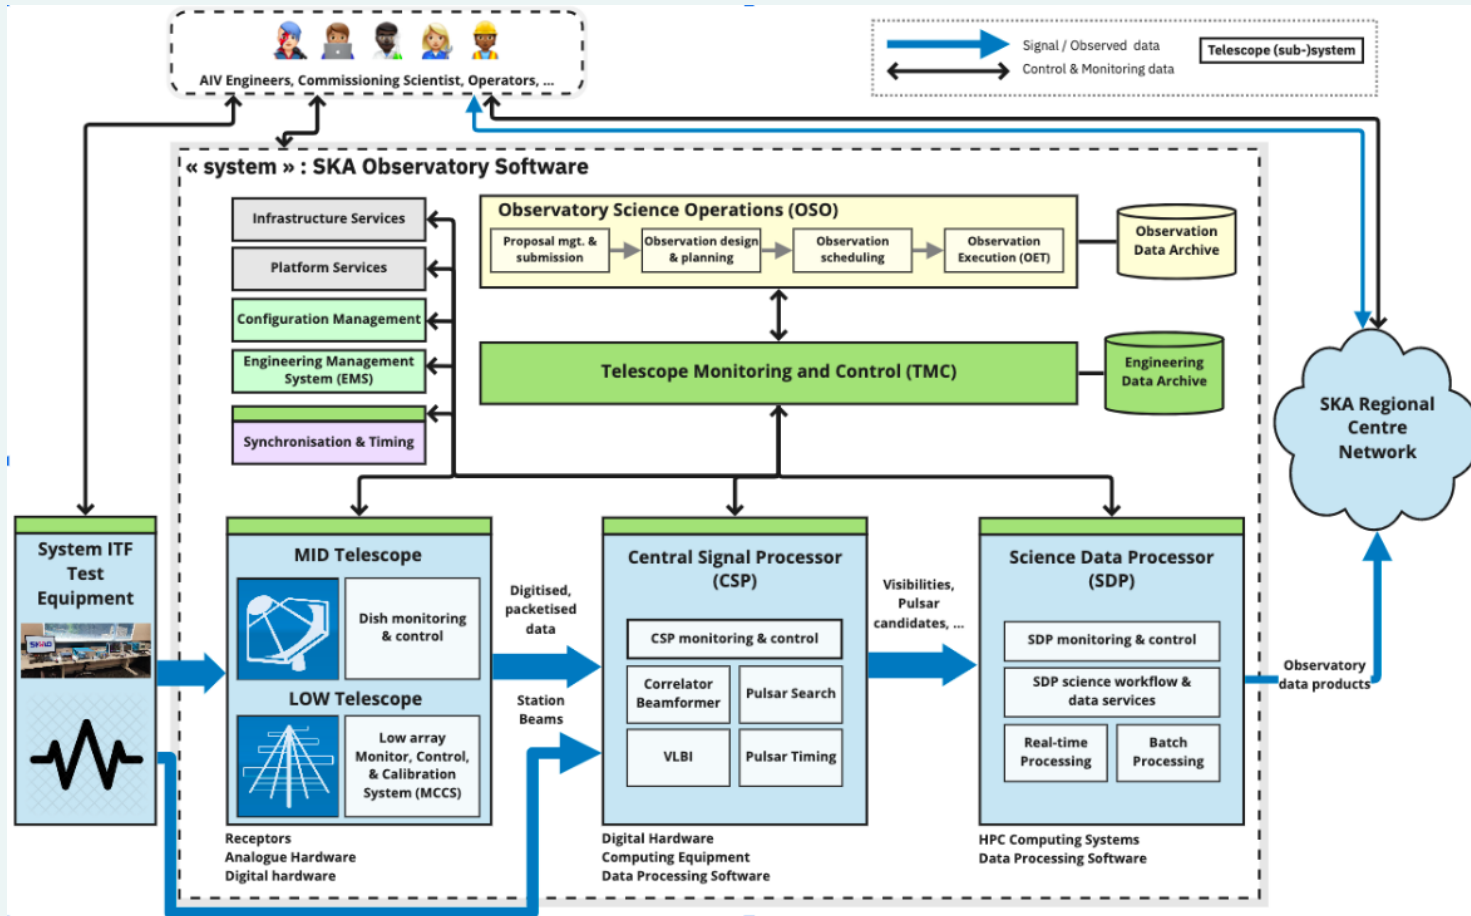 AIV Engineers, Commissioning Scientist, Operators, ...
Signal / Observed data
Control & Monitoring data
Telescope (sub-)system
« system » : SKA Observatory Software
Infrastructure Services
Platform Services
Configuration Management
Engineering Management
System (EMS)
Synchronisation & Timing
Observatory Science Operations (OSO)
Proposal mgt. &
submission
Observation design
& planning
Observation
scheduling
Observation
Execution (OET)
Observation
Data Archive
Telescope Monitoring and Control (TMC)
Engineering
Data Archive
SKA Regional
Centre
Network
System ITF
Test
Equipment
MID Telescope
Dish monitoring
& control
LOW Telescope
Low array
Monitor, Control,
& Calibration
System (MCCS)
Receptors
Analogue Hardware
Digital hardware
Digitised,
packetised
data
Station
Beams
Central Signal Processor
(CSP)
CSP monitoring & control
Correlator
Beamformer
Pulsar Search
VLBI
Pulsar Timing
Digital Hardware
Computing Equipment
Data Processing Software
Visibilities,
Pulsar
candidates, ...
Science Data Processor
(SDP)
SDP monitoring & control
SDP science workflow &
data services
Real-time
Processing
Batch
Processing
HPC Computing Systems
Data Processing Software
Observatory
data products